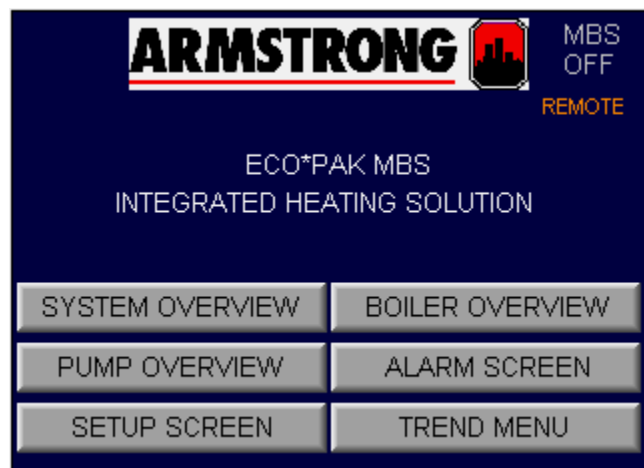 ARMSTRONG
MBS
OFF
REMOTE
ECO*PAK MBS
INTEGRATED HEATING SOLUTION
SYSTEM OVERVIEW
BOILER OVERVIEW
PUMP OVERVIEW
ALARM SCREEN
SETUP SCREEN
TREND MENU